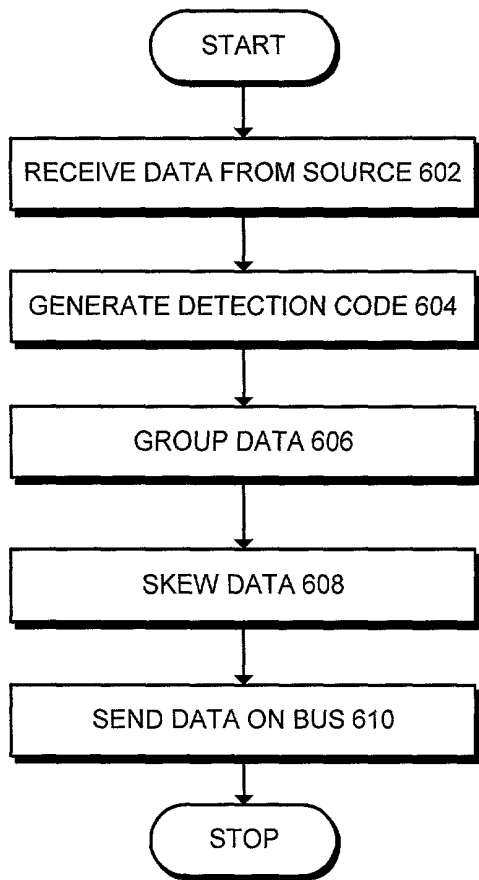 START
RECEIVE DATA FROM SOURCE 602
GENERATE DETECTION CODE 604
GROUP DATA 606
SKEW DATA 608
SEND DATA ON BUS 610
STOP